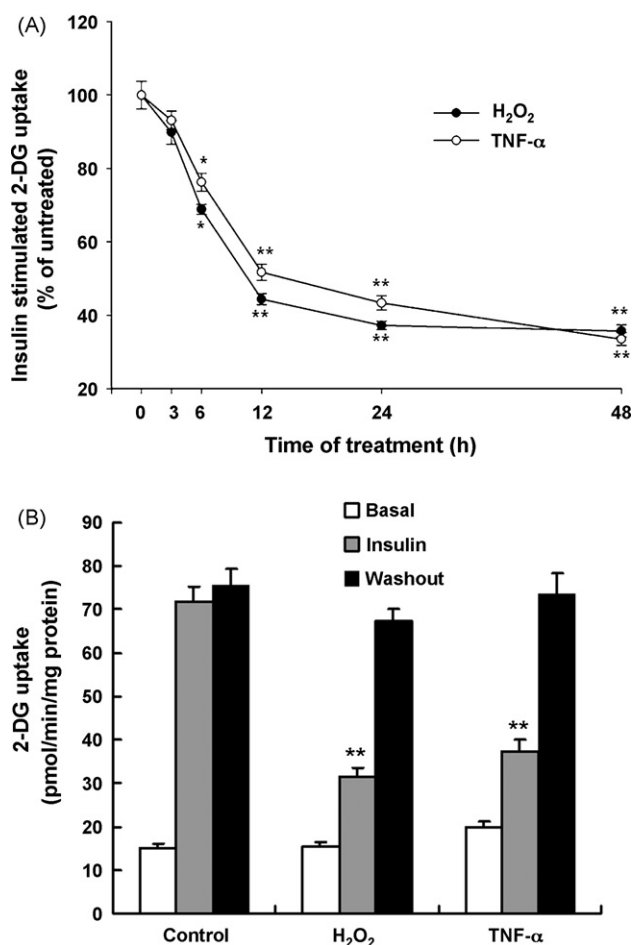 (A)
120
100
80
60
40
20
Insulin stimulated 2-DG uptake
(% of untreated)
H₂O₂
TNF-α
*
*
**
**
**
**
**
**
0 3 6 12 24 48
Time of treatment (h)
(B)
90
80
70
60
50
40
30
20
10
0
2-DG uptake
(pmol/min/mg protein)
Basal
Insulin
Washout
**
**
Control H₂O₂ TNF-α